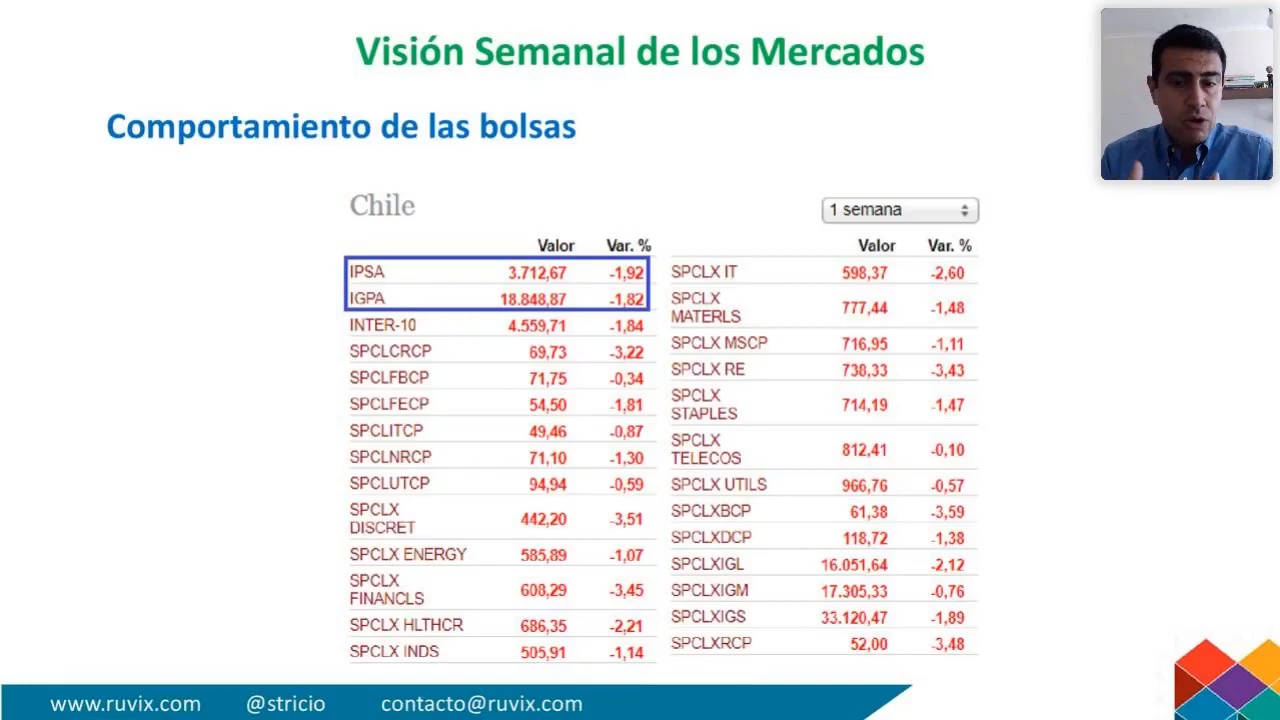 Visión Semanal de los Mercados
Comportamiento de las bolsas
Chile
1 semana
Valor Var. %
IPSA 3.712,67 -1,92
IGPA 18.848,87 -1,82
INTER-10 4.559,71 -1,84
SPCLCRCP 69,73 -3,22
SPCLFBCP 71,75 -0,34
SPCLFECP 54,50 -1,81
SPCLITCP 49,46 -0,87
SPCLNRCP 71,10 -1,30
SPCLUTCP 94,94 -0,59
SPCLX
DISCRET 442,20 -3,51
SPCLX ENERGY 585,89 -1,07
SPCLX
FINANCLS 608,29 -3,45
SPCLX HLTHCR 686,35 -2,21
SPCLX INDS 505,91 -1,14
Valor Var. %
SPCLX IT 598,37 -2,60
SPCLX
MATERLS 777,44 -1,48
SPCLX MSCP 716,95 -1,11
SPCLX RE 738,33 -3,43
SPCLX
STAPLES 714,19 -1,47
SPCLX
TELECOS 812,41 -0,10
SPCLX UTILS 966,76 -0,57
SPCLXBCP 61,38 -3,59
SPCLXDCP 118,72 -1,38
SPCLXIGL 16.051,64 -2,12
SPCLXIGM 17.305,33 -0,76
SPCLXIGS 33.120,47 -1,89
SPCLXRCP 52,00 -3,48
www.ruvix.com @stricio contacto@ruvix.com